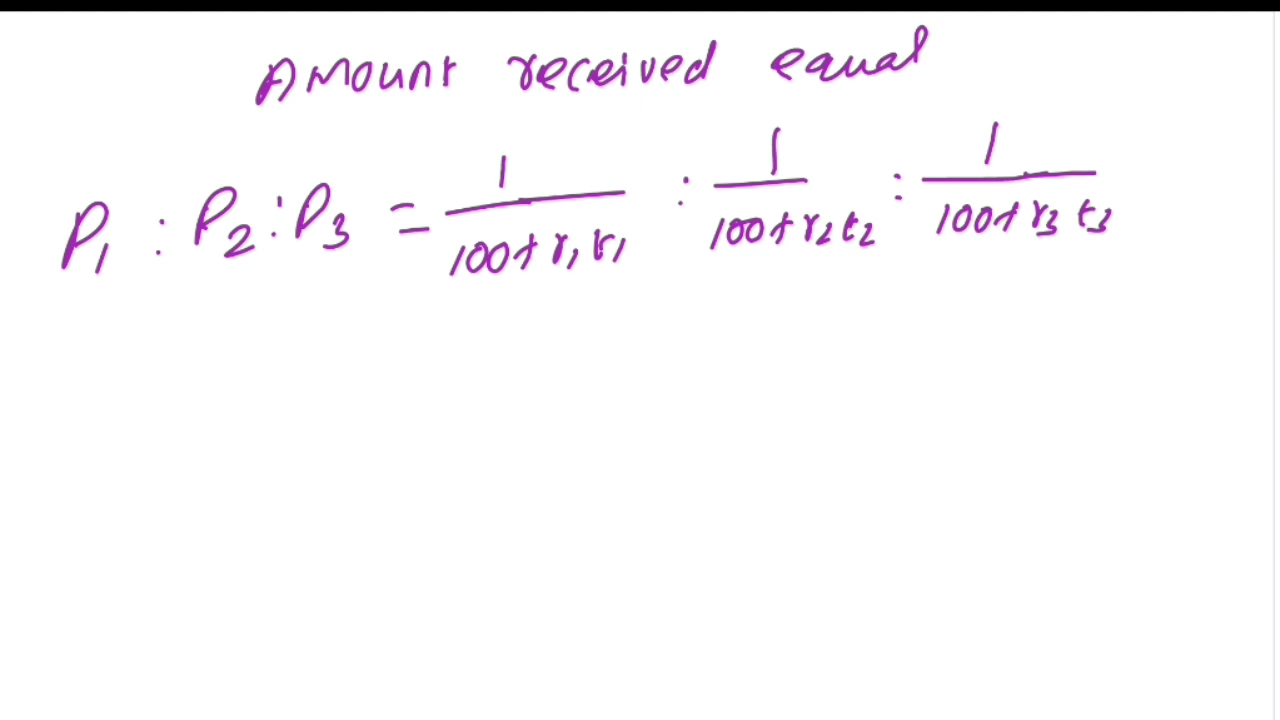 Amount received equal
P₁ : P₂ : P₃ = 1/(100+r₁t₁) : 1/(100+r₂t₂) : 1/(100+r₃t₃)